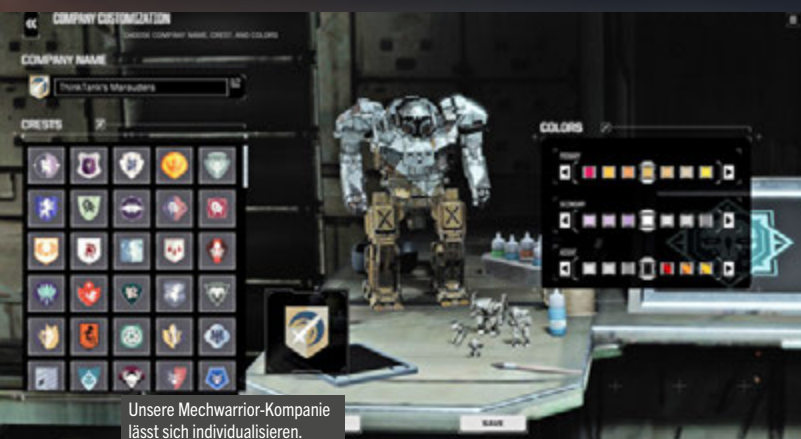 COMPANY CUSTOMIZATION
CHOOSE COMPANY NAME, CREST, AND COLORS
COMPANY NAME
ThinkTank's Marauders
CRESTS
COLORS
PRIMARY
SECONDARY
ACCENT
Unsere Mechwarrior-Kompanie
lässt sich individualisieren.
SAVE